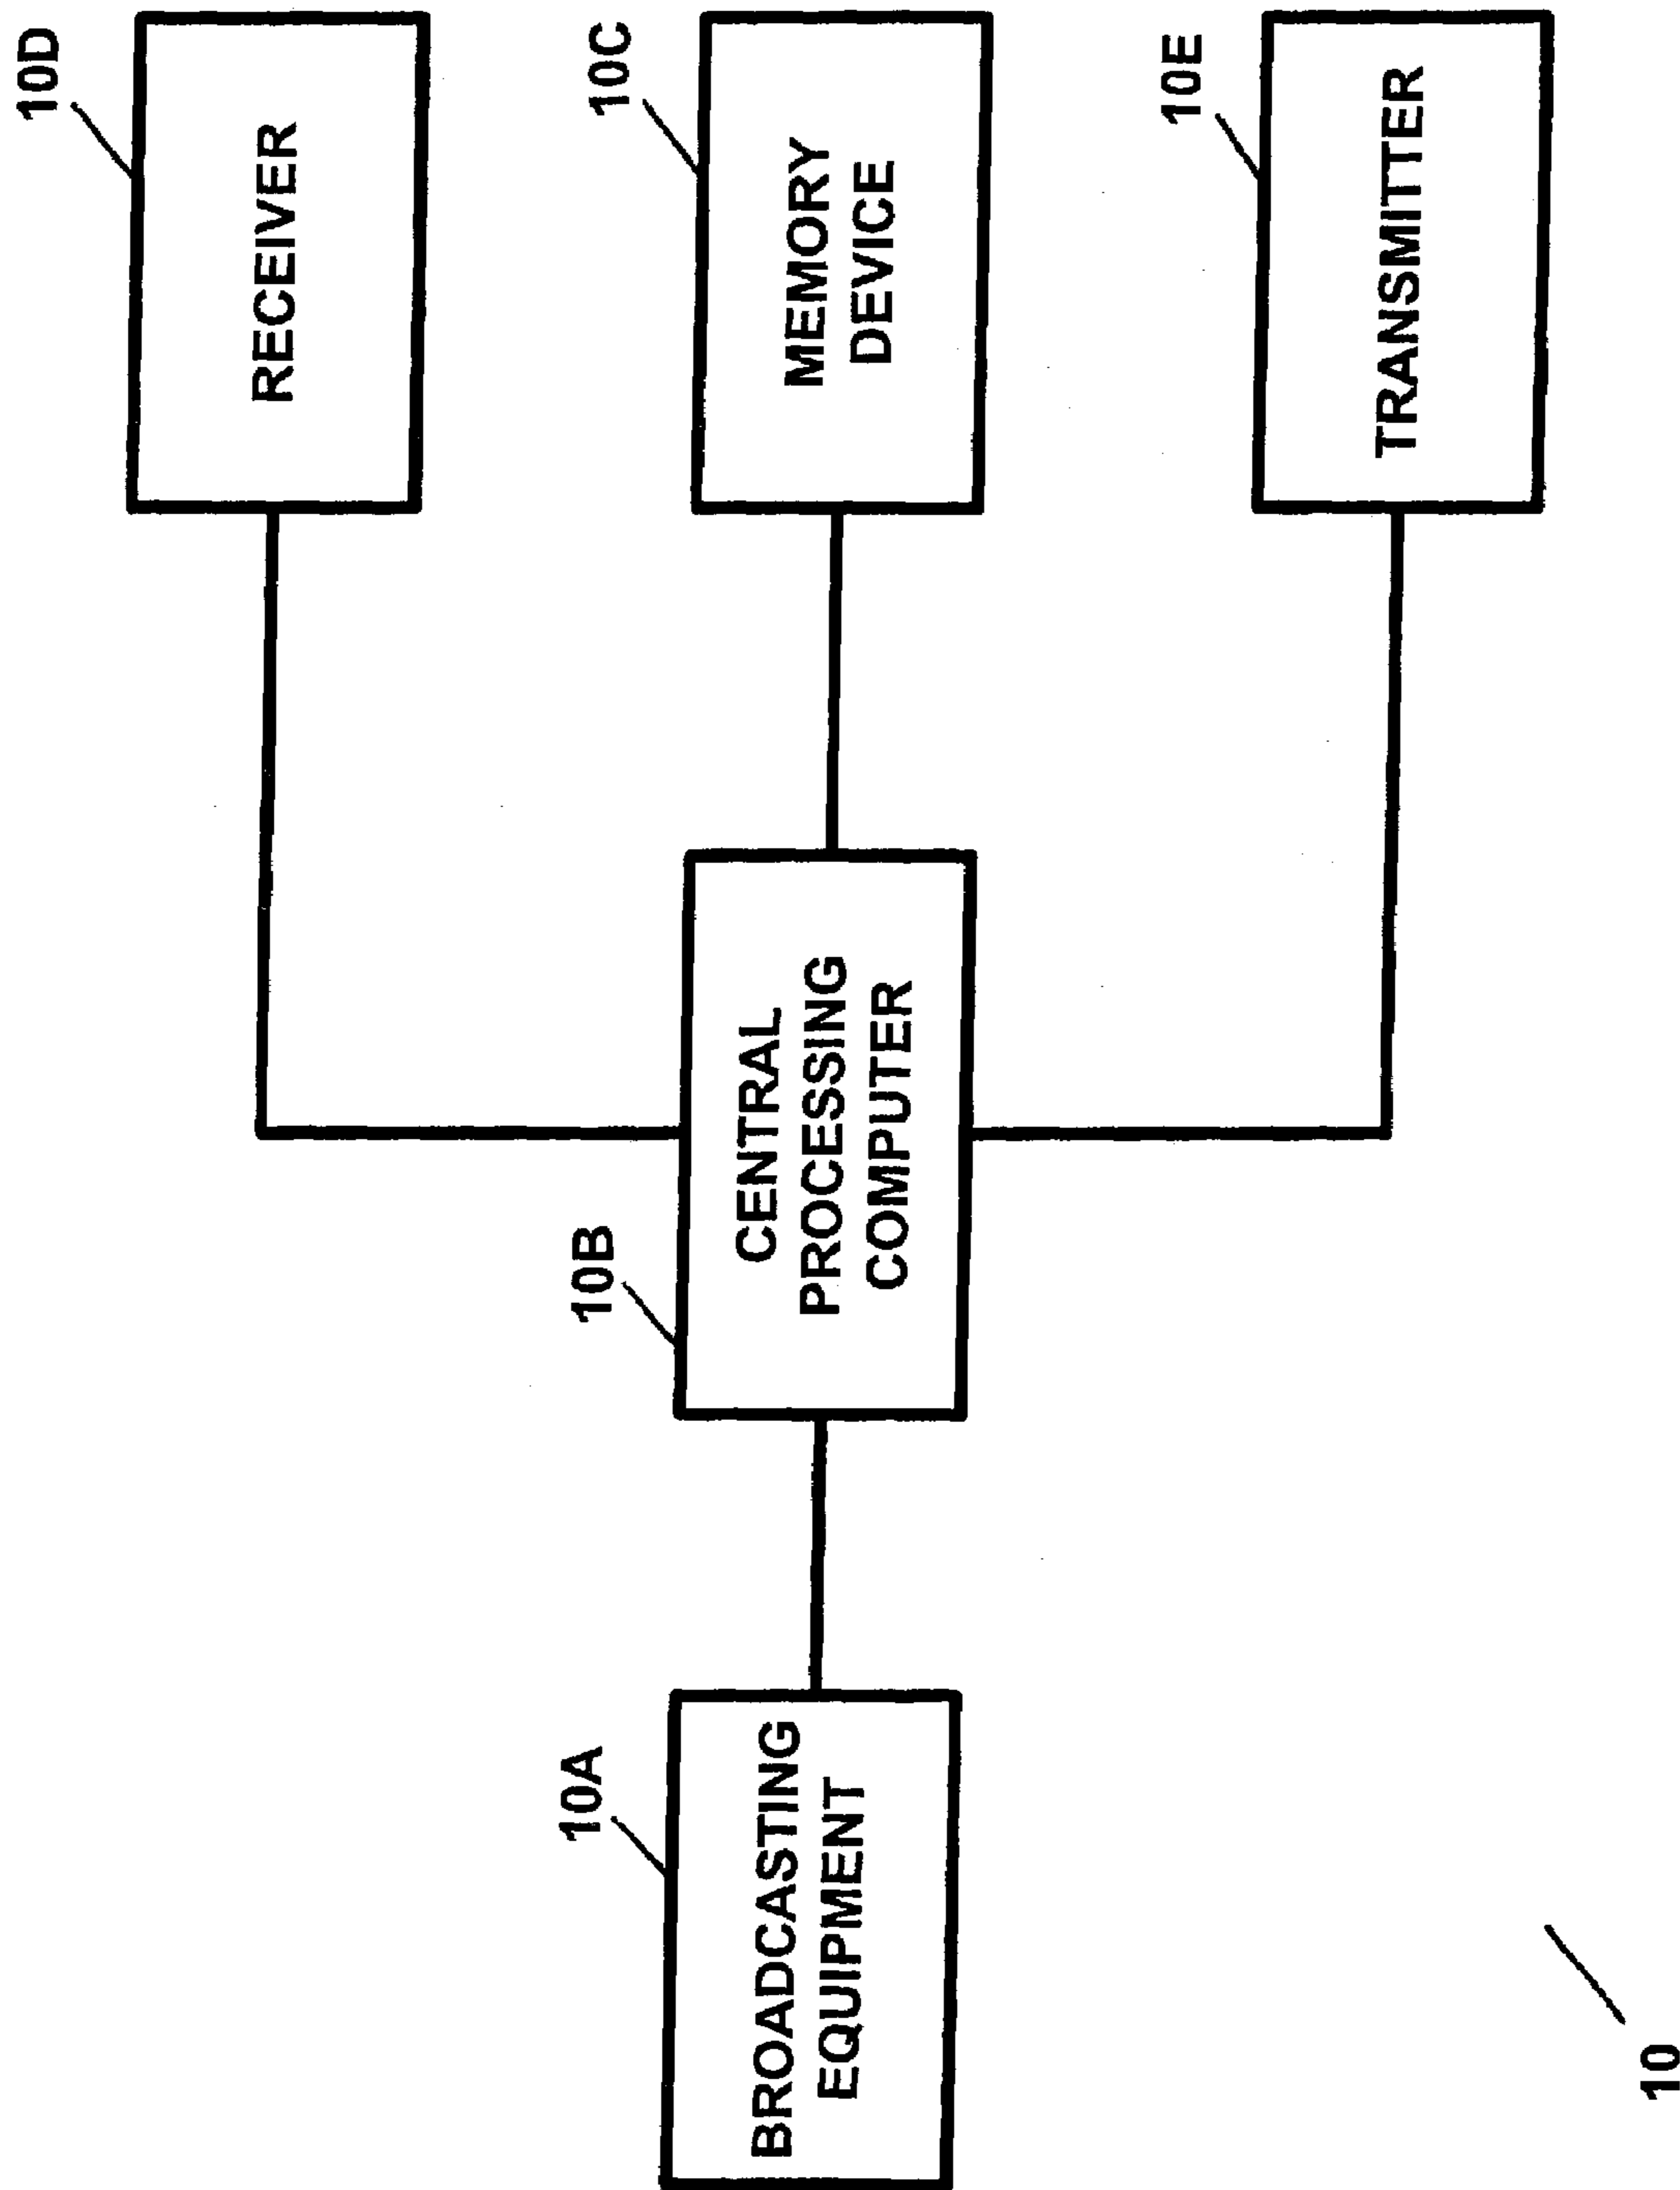 10D
RECEIVER
10C
MEMORY
DEVICE
10E
TRANSMITTER
10B
CENTRAL
PROCESSING
COMPUTER
10A
BROADCASTING
EQUIPMENT
10